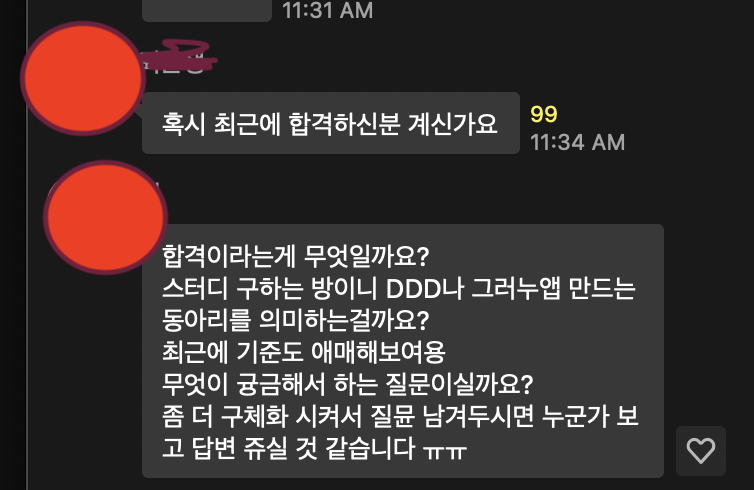 11:31 AM
혹시 최근에 합격하신분 계신가요
99
11:34 AM
합격이라는게 무엇일까요?
스터디 구하는 방이니 DDD나 그러누앱 만드는
동아리를 의미하는걸까요?
최근에 기준도 애매해보여용
무엇이 귱금해서 하는 질문이실까요?
좀 더 구체화 시켜서 질뮨 남겨두시면 누군가 보
고 답변 쥬실 것 같습니다 ㅠㅠ